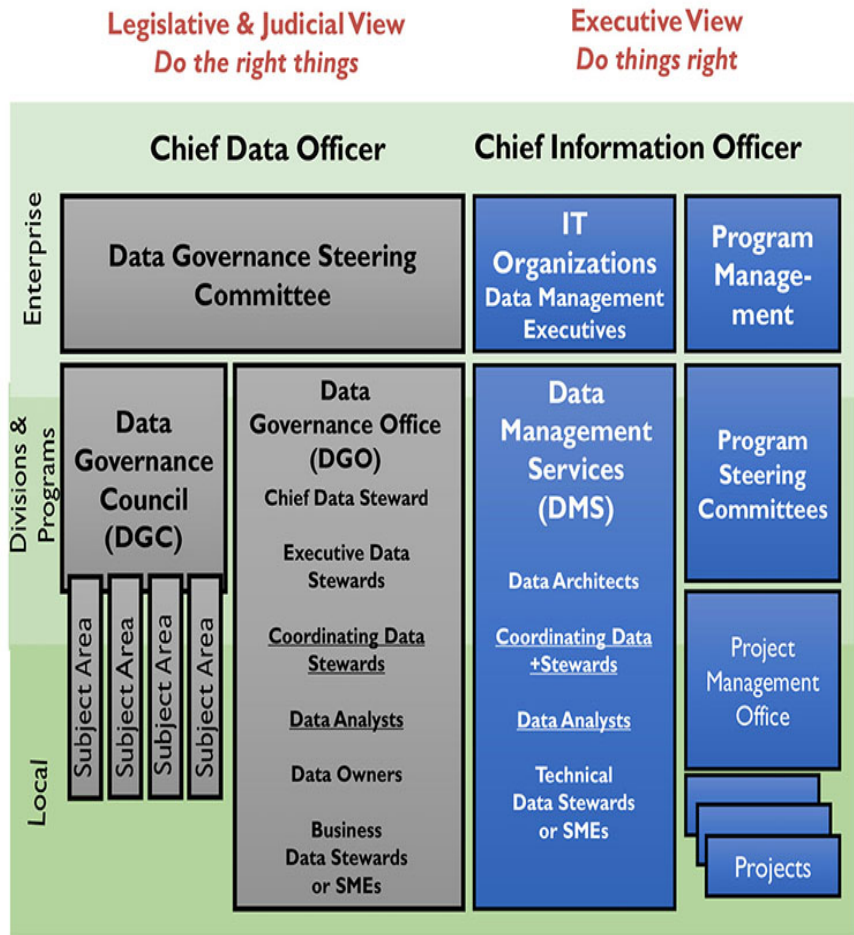 Legislative & Judicial View
Do the right things
Executive View
Do things right
Chief Data Officer
Chief Information Officer
Enterprise
Data Governance Steering
Committee
IT
Organizations
Data Management
Executives
Program
Manage-
ment
Divisions &
Programs
Data
Governance
Council
(DGC)
Subject Area
Subject Area
Subject Area
Subject Area
Data
Governance Office
(DGO)
Chief Data Steward
Executive Data
Stewards
Coordinating Data
Stewards
Data Analysts
Data Owners
Business
Data Stewards
or SMEs
Data
Management
Services
(DMS)
Data Architects
Coordinating Data
+Stewards
Data Analysts
Technical
Data Stewards
or SMEs
Program
Steering
Committees
Project
Management
Office
Projects
Local